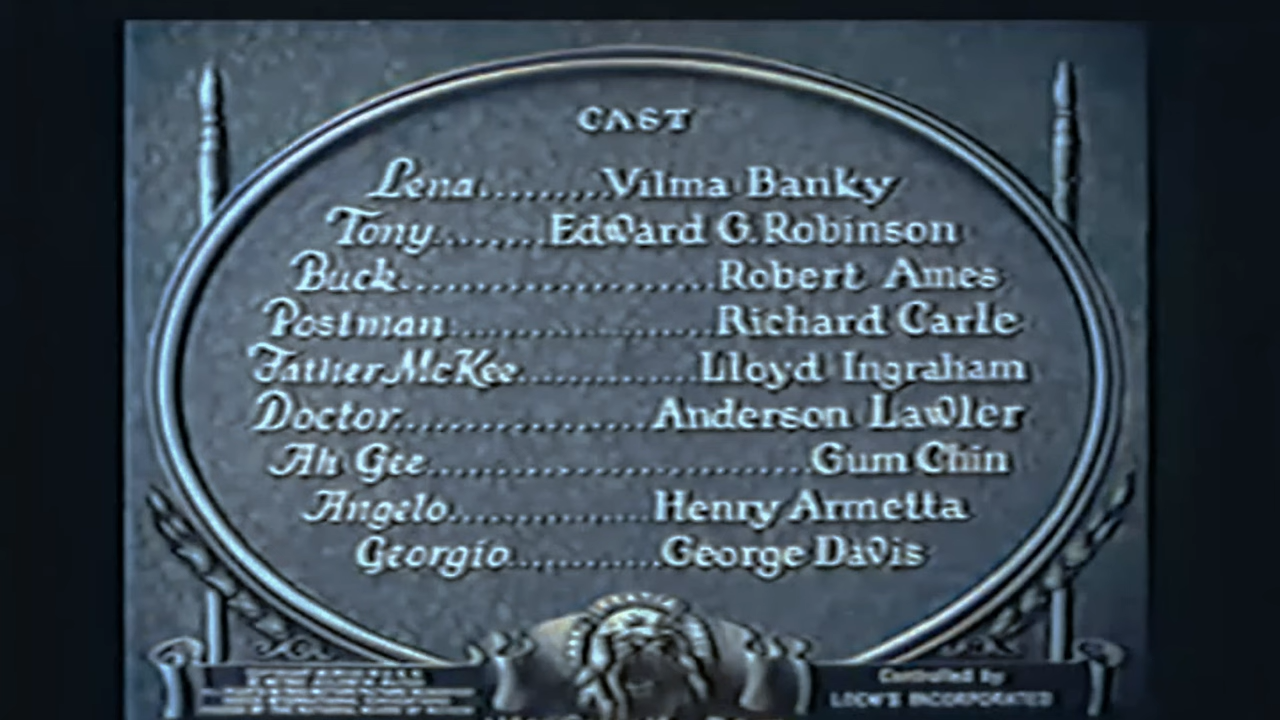 CAST
Lena.........Vilma Banky
Tony........Edward G. Robinson
Buck......................Robert Ames
Postman...................Richard Carle
Father McKee.............Lloyd Ingraham
Doctor..................Anderson Lawler
Ah Gee...........................Gum Chin
Angelo..............Henry Armetta
Georgio...........George Davis
Controlled by
LOEW'S INCORPORATED